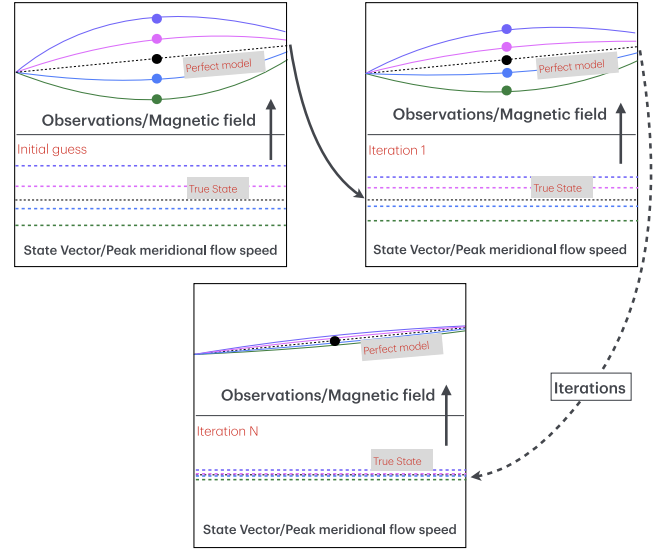 Perfect model
Observations/Magnetic field
Initial guess
True State
State Vector/Peak meridional flow speed
Perfect model
Observations/Magnetic field
Iteration 1
True State
State Vector/Peak meridional flow speed
Iterations
Perfect model
Observations/Magnetic field
Iteration N
True State
State Vector/Peak meridional flow speed